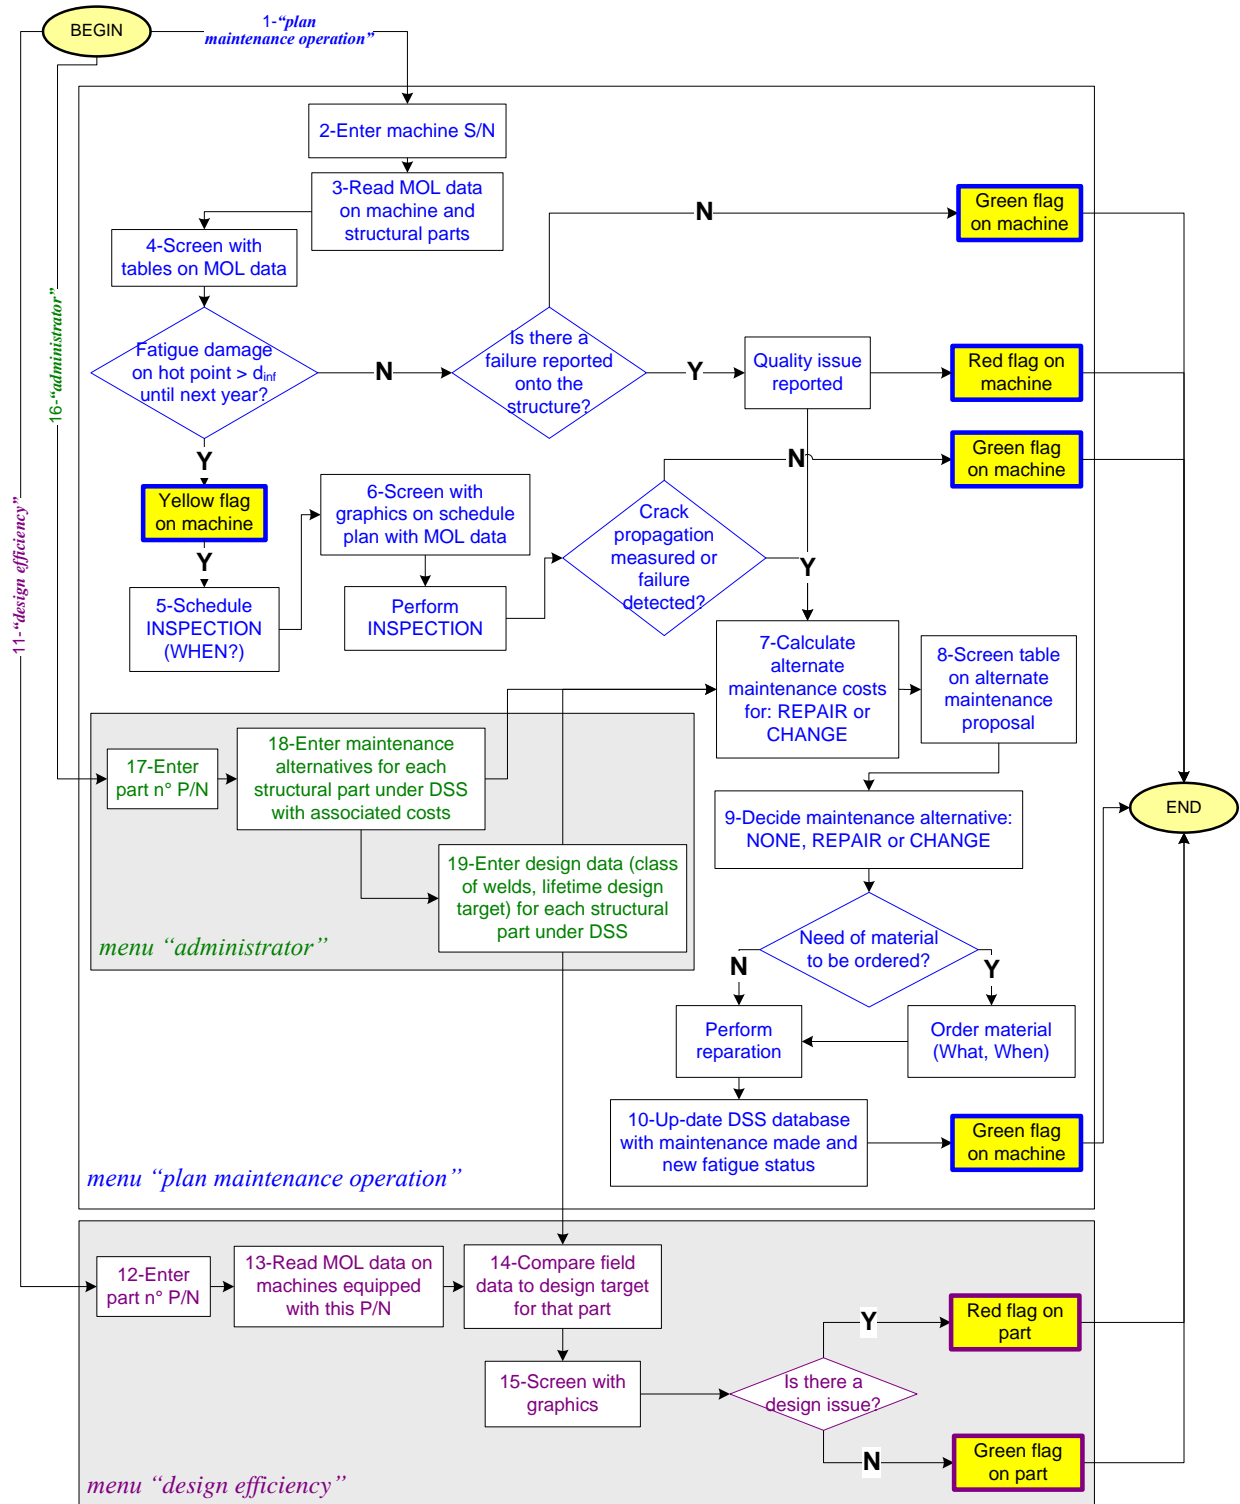 BEGIN
1-“plan
maintenance operation”
2-Enter machine S/N
3-Read MOL data
on machine and
structural parts
4-Screen with
tables on MOL data
Fatigue damage
on hot point > dinf
until next year?
N
Is there a
failure reported
onto the
structure?
N
Green flag
on machine
Y
Quality issue
reported
Red flag on
machine
Y
Yellow flag
on machine
Y
5-Schedule
INSPECTION
(WHEN?)
6-Screen with
graphics on schedule
plan with MOL data
Perform
INSPECTION
Crack
propagation
measured or
failure
detected?
N
Green flag
on machine
Y
7-Calculate
alternate
maintenance costs
for: REPAIR or
CHANGE
8-Screen table
on alternate
maintenance
proposal
9-Decide maintenance alternative:
NONE, REPAIR or CHANGE
END
Need of material
to be ordered?
N
Y
Perform
reparation
Order material
(What, When)
10-Up-date DSS database
with maintenance made and
new fatigue status
Green flag
on machine
16-“administrator”
11-“design efficiency”
17-Enter
part n° P/N
18-Enter maintenance
alternatives for each
structural part under DSS
with associated costs
19-Enter design data (class
of welds, lifetime design
target) for each structural
part under DSS
menu “administrator”
menu “plan maintenance operation”
12-Enter
part n° P/N
13-Read MOL data on
machines equipped
with this P/N
14-Compare field
data to design target
for that part
15-Screen with
graphics
Is there a
design issue?
Y
Red flag on
part
N
Green flag
on part
menu “design efficiency”